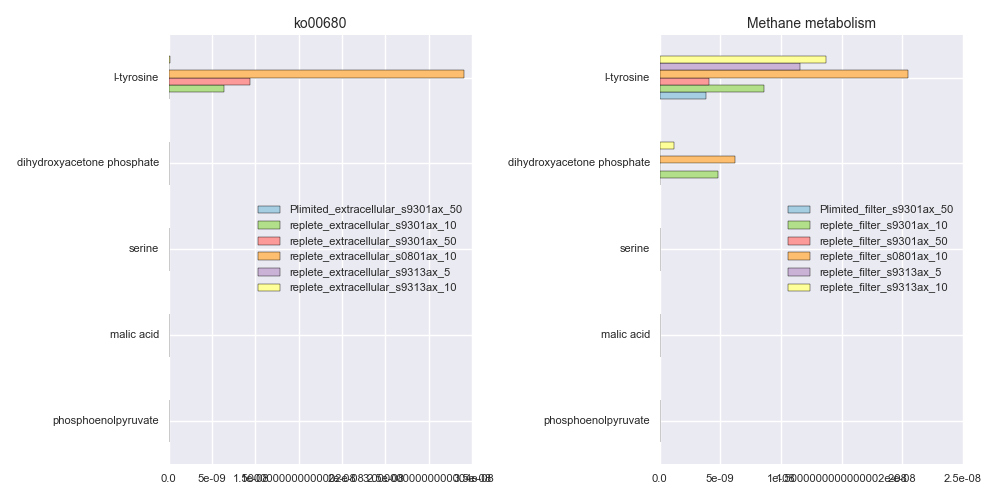 ko00680
l-tyrosine
dihydroxyacetone phosphate
serine
malic acid
phosphoenolpyruvate
Plimited_extracellular_s9301ax_50
replete_extracellular_s9301ax_10
replete_extracellular_s9301ax_50
replete_extracellular_s0801ax_10
replete_extracellular_s9313ax_5
replete_extracellular_s9313ax_10
0.0 5e-09
Methane metabolism
l-tyrosine
dihydroxyacetone phosphate
serine
malic acid
phosphoenolpyruvate
Plimited_filter_s9301ax_50
replete_filter_s9301ax_10
replete_filter_s9301ax_50
replete_filter_s0801ax_10
replete_filter_s9313ax_5
replete_filter_s9313ax_10
0.0 5e-09 2.5e-08